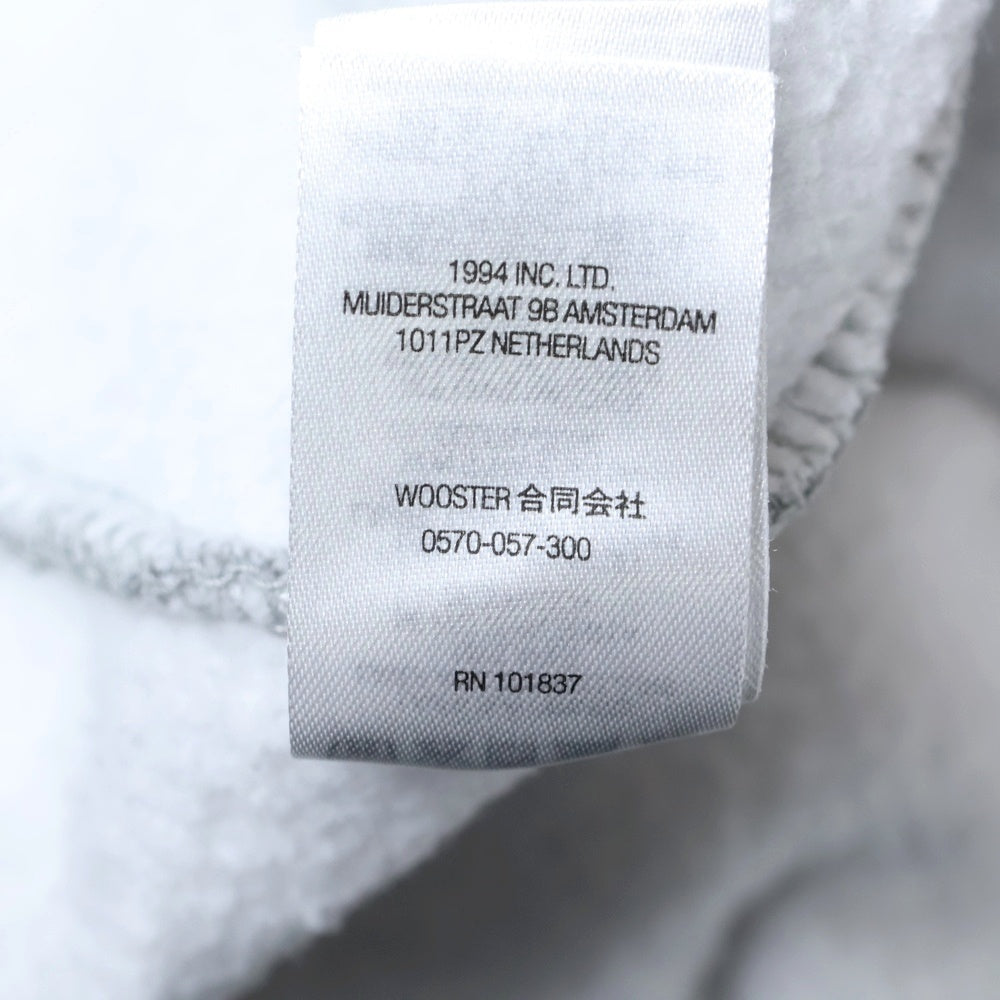 1994 INC. LTD.
MUIDERSTRAAT 9B AMSTERDAM
1011PZ NETHERLANDS
WOOSTER 合同会社
0570-057-300
RN 101837